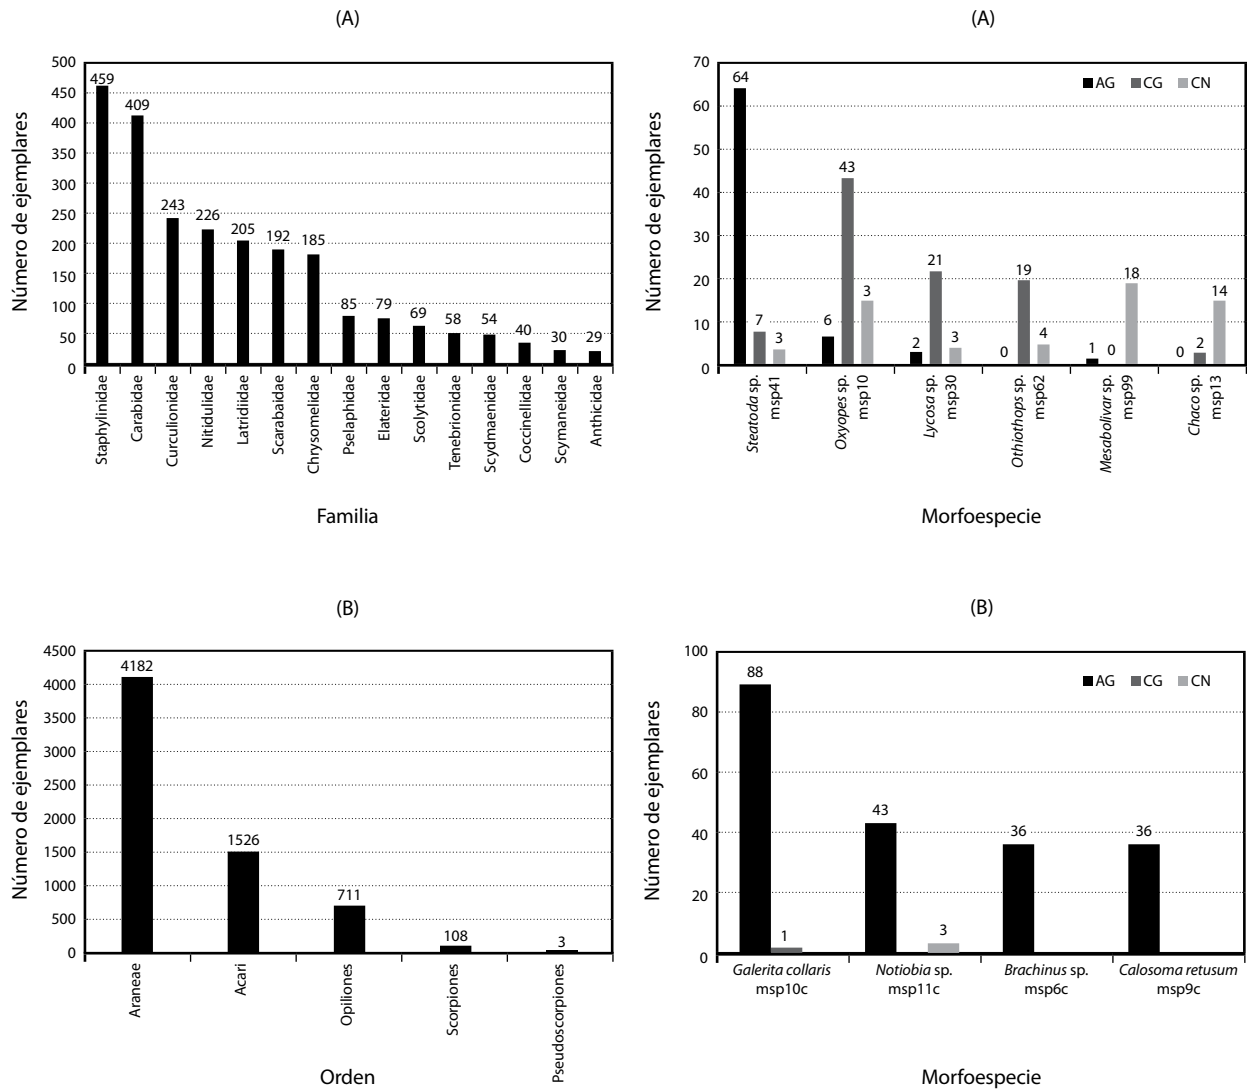 (A)
Número de ejemplares
500
450
400
350
300
250
200
150
100
50
0
459
409
243
226
205
192
185
85
79
69
58
54
40
30
29
Staphylinidae
Carabidae
Curculionidae
Nitidulidae
Latridiidae
Scarabaidae
Chrysomelidae
Pselaphidae
Elateridae
Scolytidae
Tenebrionidae
Scydmaenidae
Coccinellidae
Scymaneidae
Anthicidae
Familia
(A)
Número de ejemplares
70
60
50
40
30
20
10
0
AG CG CN
64
7
3
6
43
3
2
21
3
0
19
4
1
0
18
0
2
14
Steatoda sp.
msp41
Oxyopes sp.
msp10
Lycosa sp.
msp30
Othiothops sp.
msp62
Mesabolivar sp.
msp99
Chaco sp.
msp13
Morfoespecie
(B)
Número de ejemplares
4500
4000
3500
3000
2500
2000
1500
1000
500
0
4182
1526
711
108
3
Araneae
Acari
Opiliones
Scorpiones
Pseudoscorpiones
Orden
(B)
Número de ejemplares
100
80
60
40
20
0
AG CG CN
88
1
43
3
36
36
Galerita collaris
msp10c
Notiobia sp.
msp11c
Brachinus sp.
msp6c
Calosoma retusum
msp9c
Morfoespecie